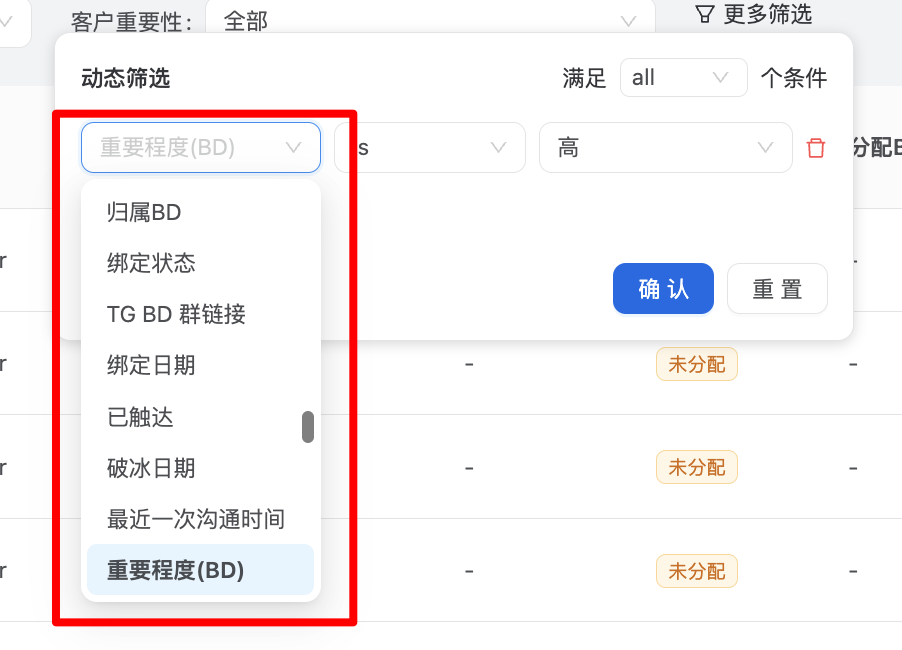 客户重要性：
全部
更多筛选
动态筛选
满足
all
个条件
重要程度(BD)
s
高
分配B
归属BD
绑定状态
TG BD 群链接
绑定日期
已触达
破冰日期
最近一次沟通时间
重要程度(BD)
确认
重置
r
-
r
-
未分配
-
r
-
未分配
-
r
-
未分配
-